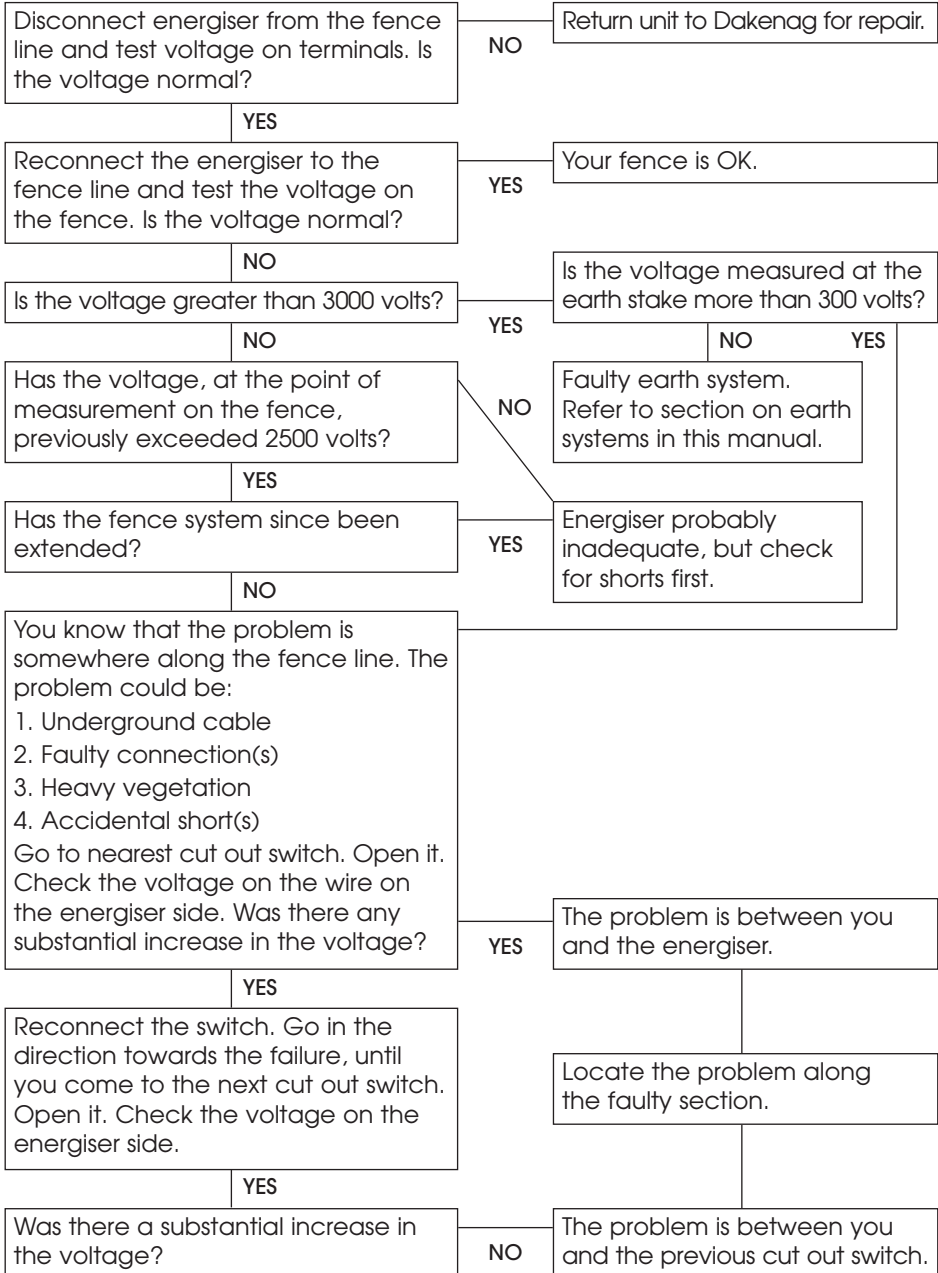 Disconnect energiser from the fence
line and test voltage on terminals. Is
the voltage normal?
NO
Return unit to Dakenag for repair.
YES
Reconnect the energiser to the
fence line and test the voltage on
the fence. Is the voltage normal?
YES
Your fence is OK.
NO
Is the voltage greater than 3000 volts?
YES
Is the voltage measured at the
earth stake more than 300 volts?
NO
YES
NO
Faulty earth system.
Refer to section on earth
systems in this manual.
Has the voltage, at the point of
measurement on the fence,
previously exceeded 2500 volts?
NO
YES
Has the fence system since been
extended?
YES
Energiser probably
inadequate, but check
for shorts first.
NO
You know that the problem is
somewhere along the fence line. The
problem could be:
1. Underground cable
2. Faulty connection(s)
3. Heavy vegetation
4. Accidental short(s)
Go to nearest cut out switch. Open it.
Check the voltage on the wire on
the energiser side. Was there any
substantial increase in the voltage?
YES
The problem is between you
and the energiser.
YES
Reconnect the switch. Go in the
direction towards the failure, until
you come to the next cut out switch.
Open it. Check the voltage on the
energiser side.
Locate the problem along
the faulty section.
YES
Was there a substantial increase in
the voltage?
NO
The problem is between you
and the previous cut out switch.